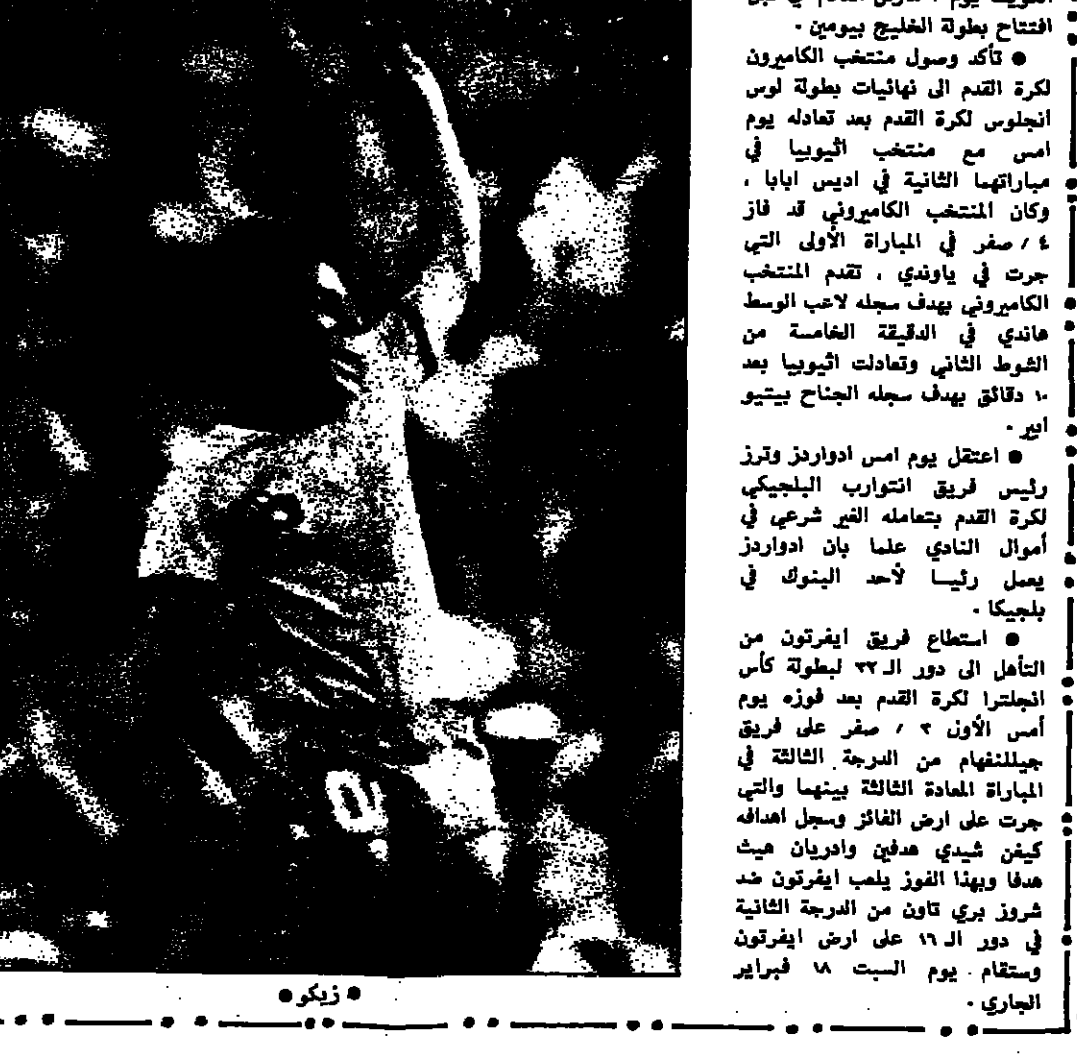 افتتاح بطولة الخليج بيومين .
● تأكد وصول منتخب الكاميرون
لكرة القدم الى نهائيات بطولة لوس
أنجلوس لكرة القدم بعد تعادله يوم
امس مع منتخب اثيوبيا في
مباراتهما الثانية في اديس ابابا ،
وكان المنتخب الكاميروني قد فاز
٤ / صفر في المباراة الأولى التي
جرت في ياوندي . تقدم المنتخب
الكاميروني بهدف سجله لاعب الوسط
هاندي في الدقيقة الخامسة من
الشوط الثاني وتعادلت اثيوبيا بعد
١٠ دقائق بهدف سجله الجناح بيتيو
ابير .
● اعتقل يوم امس ادواردز وترز
رئيس فريق انتوارب البلجيكي
لكرة القدم بتعامله الغير شرعي في
أموال النادي علما بان ادواردز
يعمل رئيسا لأحد البنوك في
بلجيكا .
● استطاع فريق ايفرتون من
التأهل الى دور الـ ٣٢ لبطولة كأس
انجلترا لكرة القدم بعد فوزه يوم
أمس الأون ٣ / صفر على فريق
جيللنفهام من الدرجة الثالثة في
المباراة المعادة الثالثة بينهما والتي
جرت على ارض الفائز وسجل اهدافه
كيفن شيدي هدفين وادريان هيث
هدفا وبهذا الفوز يلعب ايفرتون ضد
شروز بري تاون من الدرجة الثانية
في دور الـ ١٦ على ارض ايفرتون
وستقام يوم السبت ١٨ فبراير
الجاري .
● زيكو ●